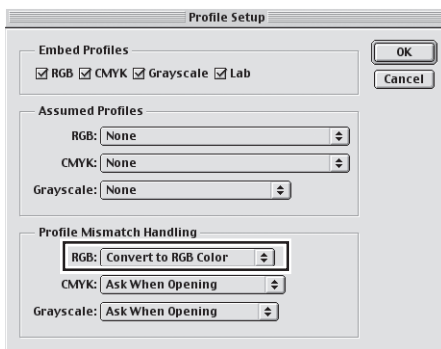 Profile Setup
Embed Profiles
RGB CMYK Grayscale Lab
OK
Cancel
Assumed Profiles
RGB: None
CMYK: None
Grayscale: None
Profile Mismatch Handling
RGB: Convert to RGB Color
CMYK: Ask When Opening
Grayscale: Ask When Opening